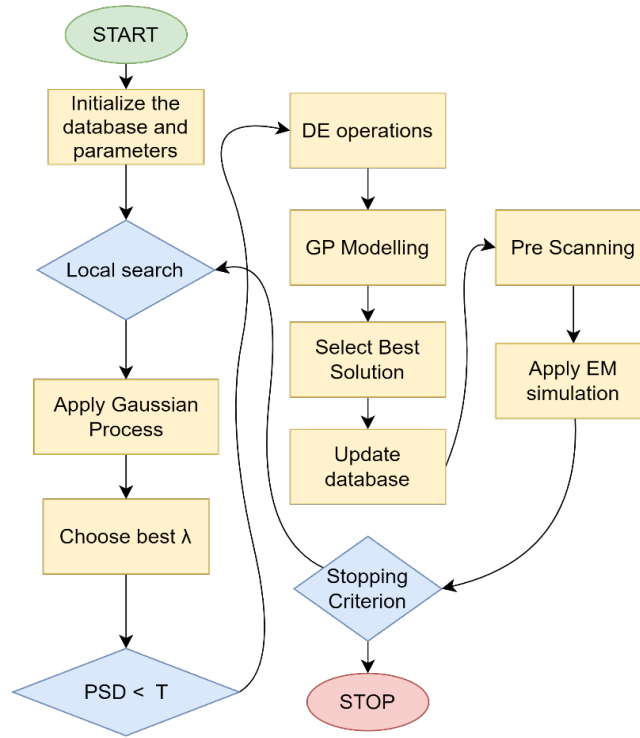 START
Initialize the
database and
parameters
Local search
Apply Gaussian
Process
Choose best λ
PSD < T
DE operations
GP Modelling
Select Best
Solution
Update
database
Pre Scanning
Apply EM
simulation
Stopping
Criterion
STOP